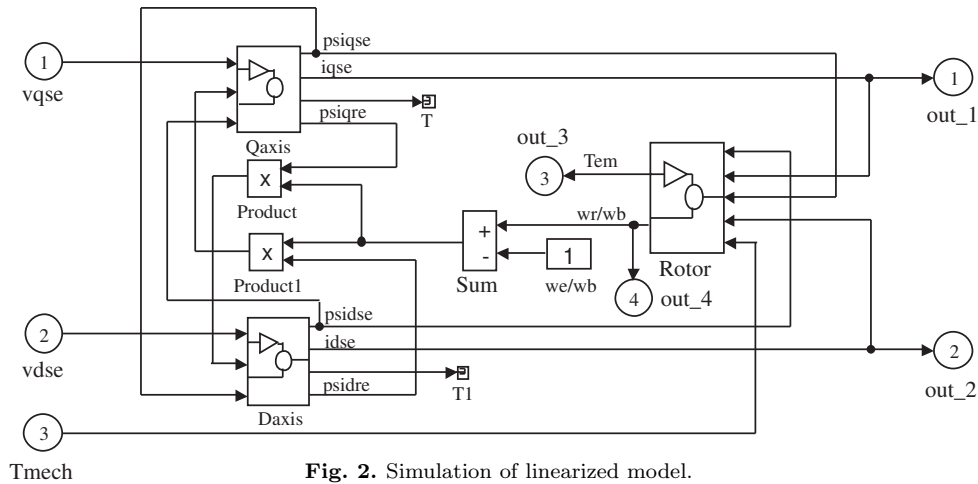 psiqse
1
iqse
1
vqse
psiqre
T
out_1
Qaxis
out_3
x
3
Tem
Product
wr/wb
+
x
-
1
Rotor
Product1
Sum
we/wb
4
out_4
psidse
2
idse
2
vdse
psidre
T1
out_2
Daxis
3
Tmech
Fig. 2. Simulation of linearized model.